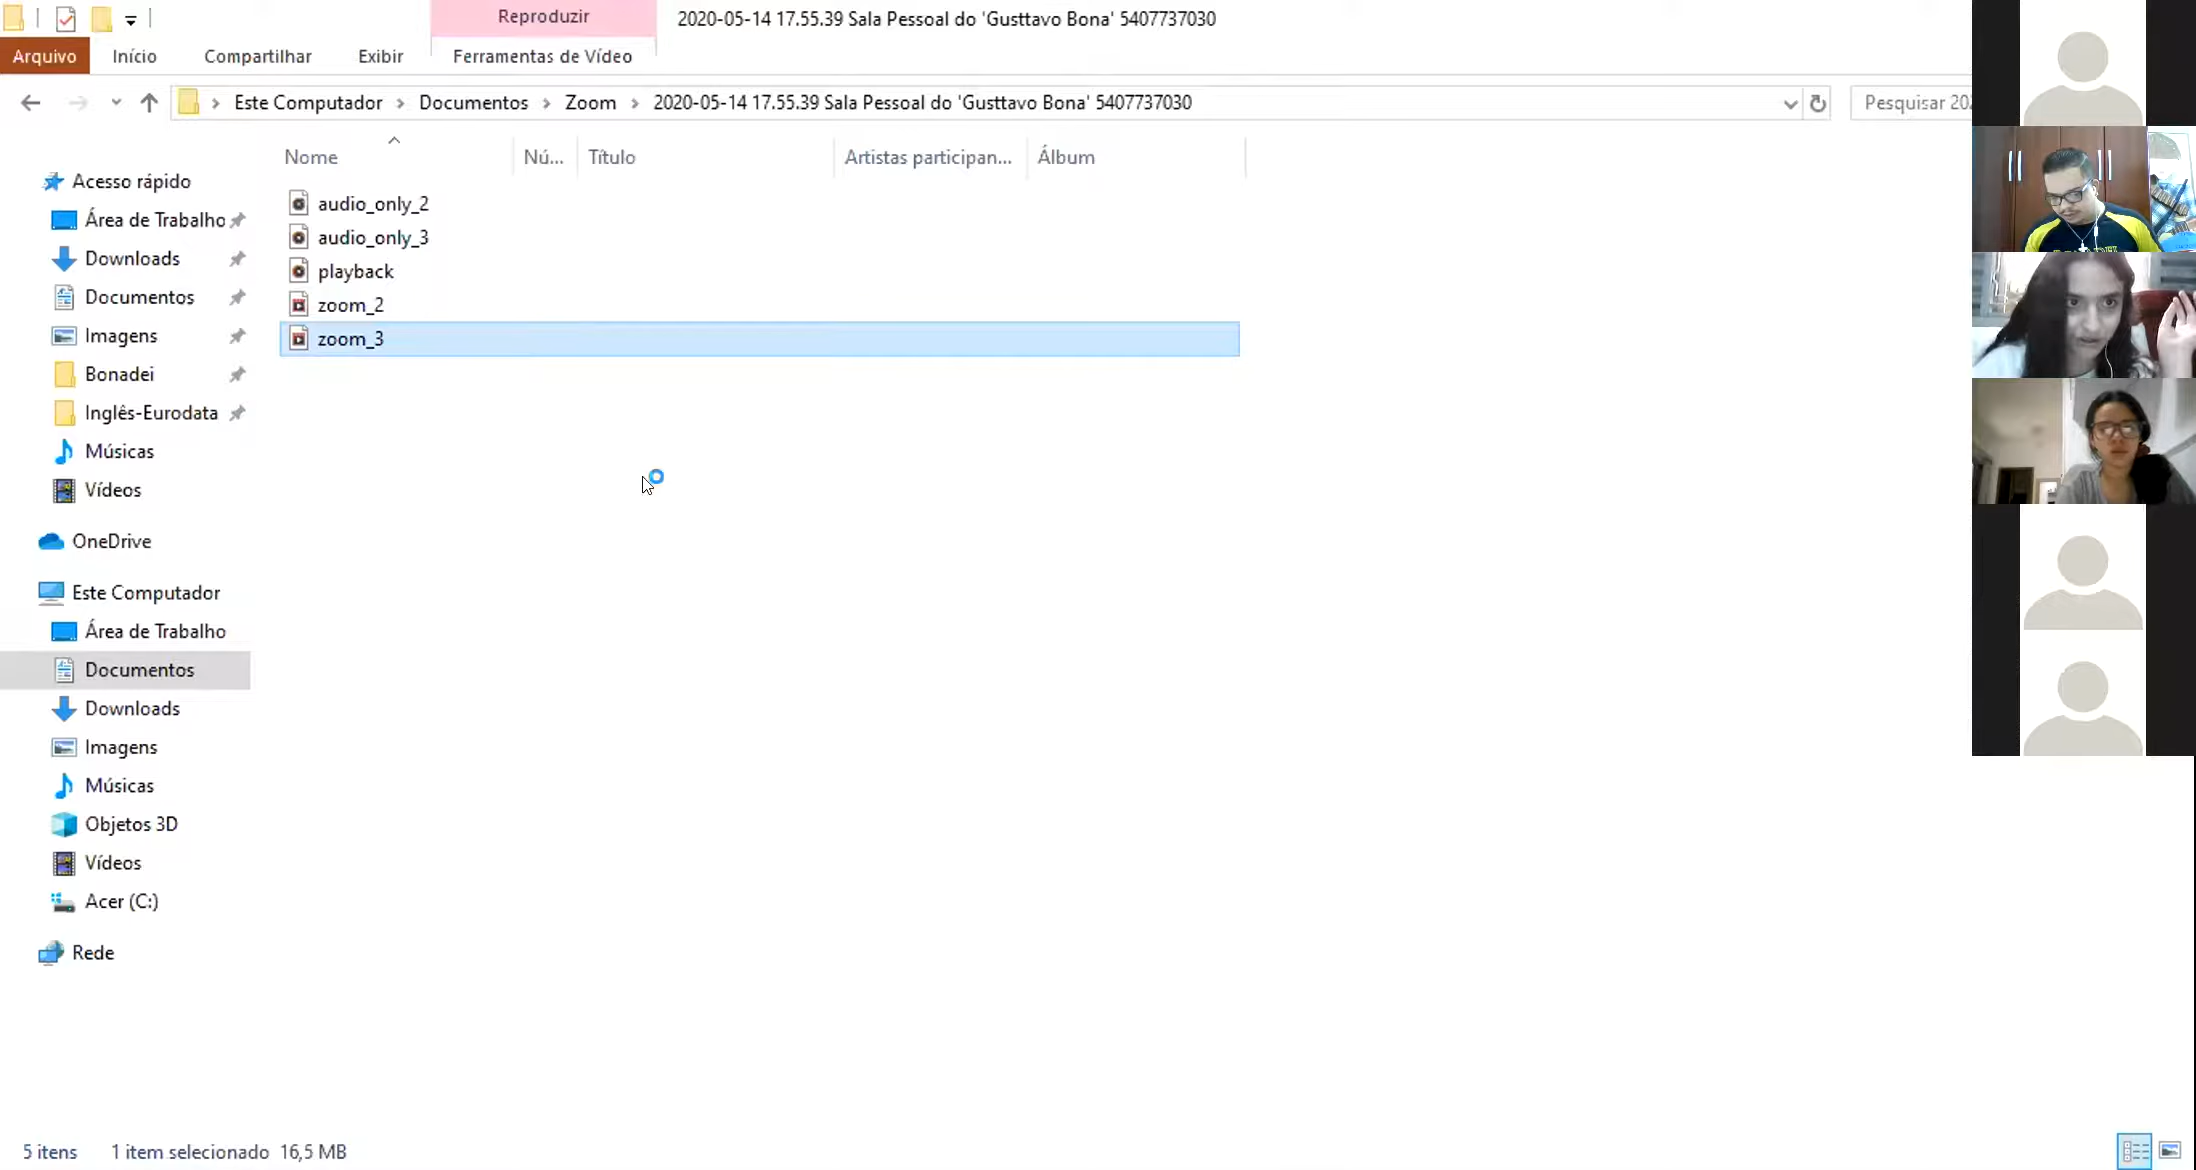 Reproduzir
2020-05-14 17.55.39 Sala Pessoal do 'Gusttavo Bona' 5407737030
Arquivo
Início
Compartilhar
Exibir
Ferramentas de Vídeo
Este Computador
Documentos
Zoom
2020-05-14 17.55.39 Sala Pessoal do 'Gusttavo Bona' 5407737030
Pesquisar 20
Nome
Nú...
Título
Artistas participan...
Álbum
audio_only_2
audio_only_3
playback
zoom_2
zoom_3
Acesso rápido
Área de Trabalho
Downloads
Documentos
Imagens
Bonadei
Inglês-Eurodata
Músicas
Vídeos
OneDrive
Este Computador
Área de Trabalho
Documentos
Downloads
Imagens
Músicas
Objetos 3D
Vídeos
Acer (C:)
Rede
5 itens
1 item selecionado 16,5 MB